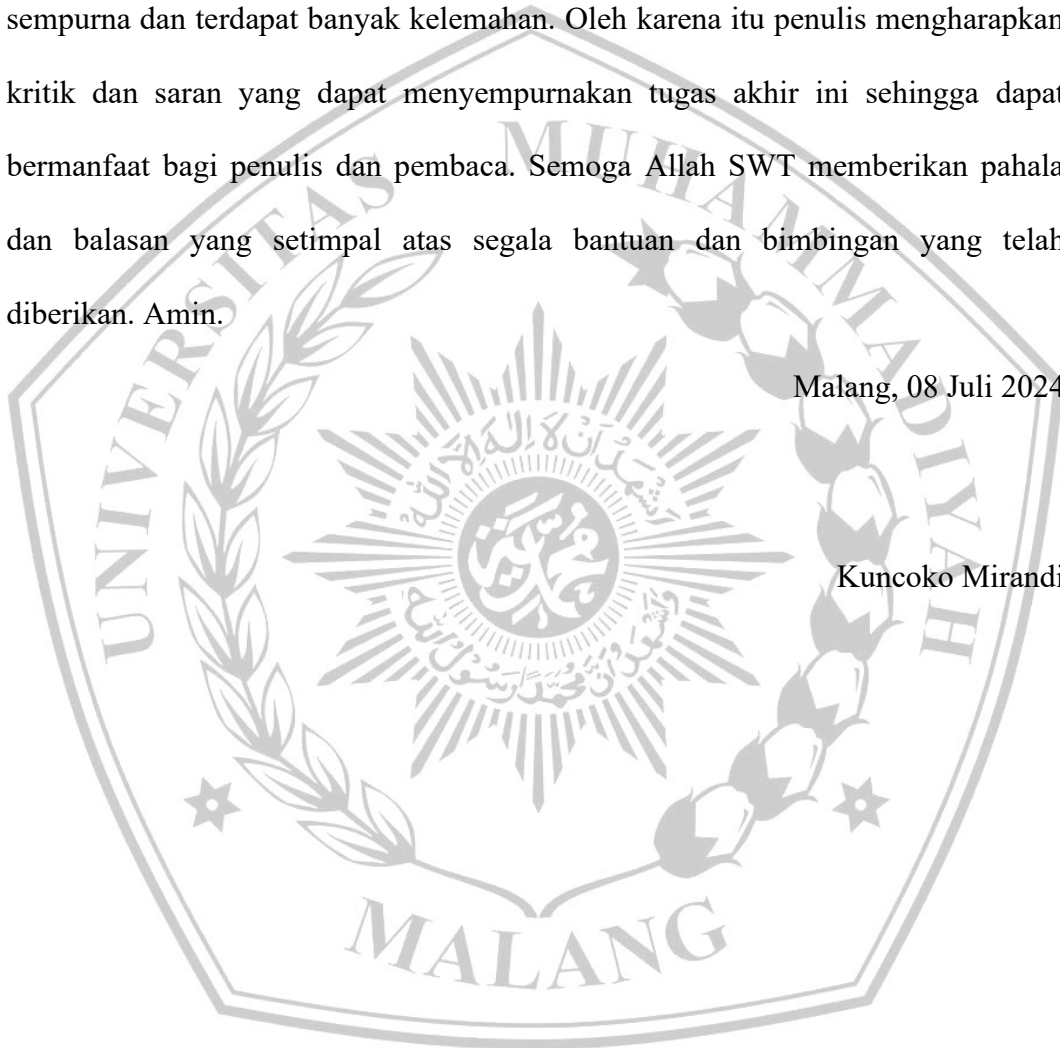 sempurna dan terdapat banyak kelemahan. Oleh karena itu penulis mengharapkan
kritik dan saran yang dapat menyempurnakan tugas akhir ini sehingga dapat
bermanfaat bagi penulis dan pembaca. Semoga Allah SWT memberikan pahala
dan balasan yang setimpal atas segala bantuan dan bimbingan yang telah
diberikan. Amin.
Malang, 08 Juli 2024
Kuncoko Mirandi
UNIVERSITAS MUHAMMADIYAH
MALANG